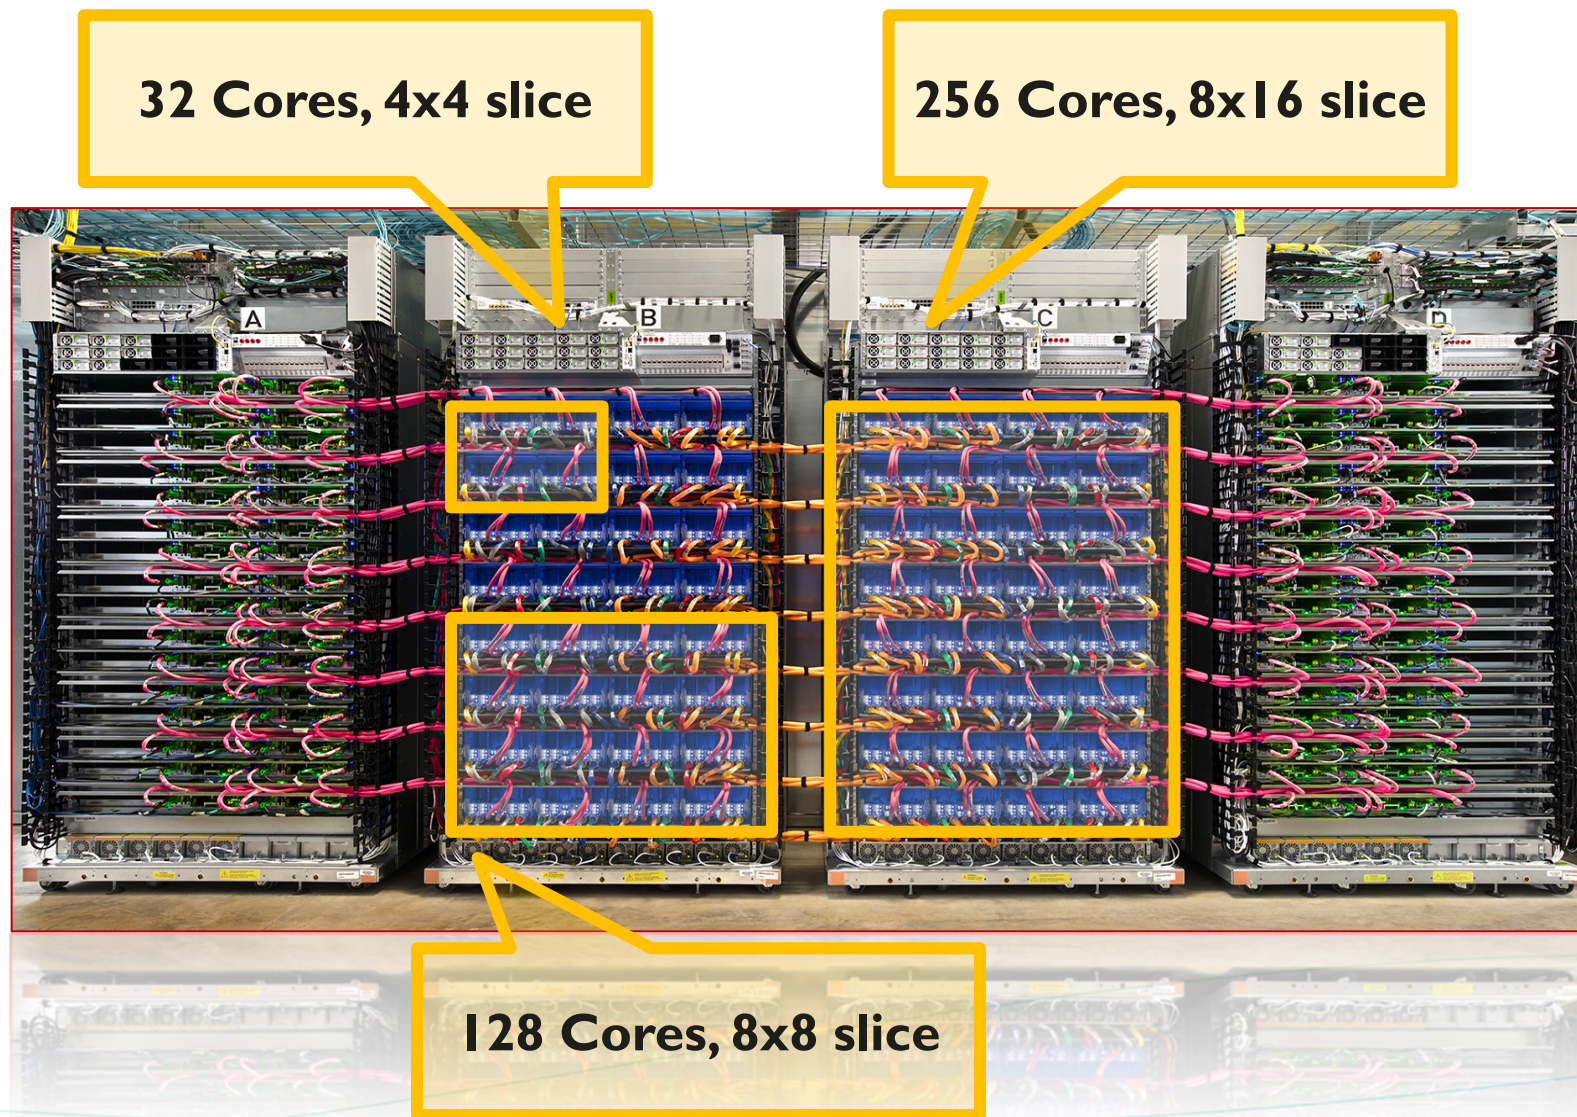 32 Cores, 4x4 slice
256 Cores, 8x16 slice
A
B
C
D
128 Cores, 8x8 slice